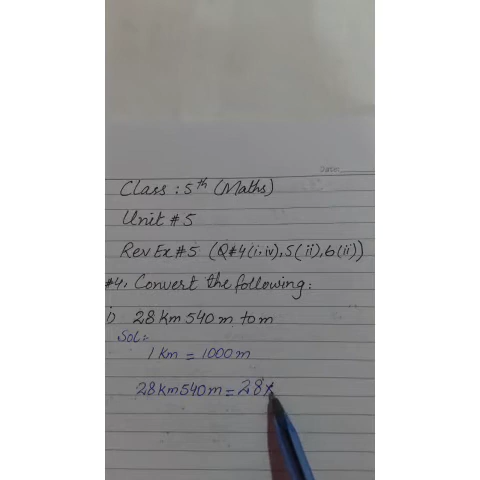 Date:
Class : 5th (Maths)
Unit # 5
Rev Ex # 5 (Q#4(i,iv),5(ii),6(ii))
#4, Convert the following:
i) 28 km 540 m to m
Sol:
1 km = 1000 m
28 km 540 m = 28 x